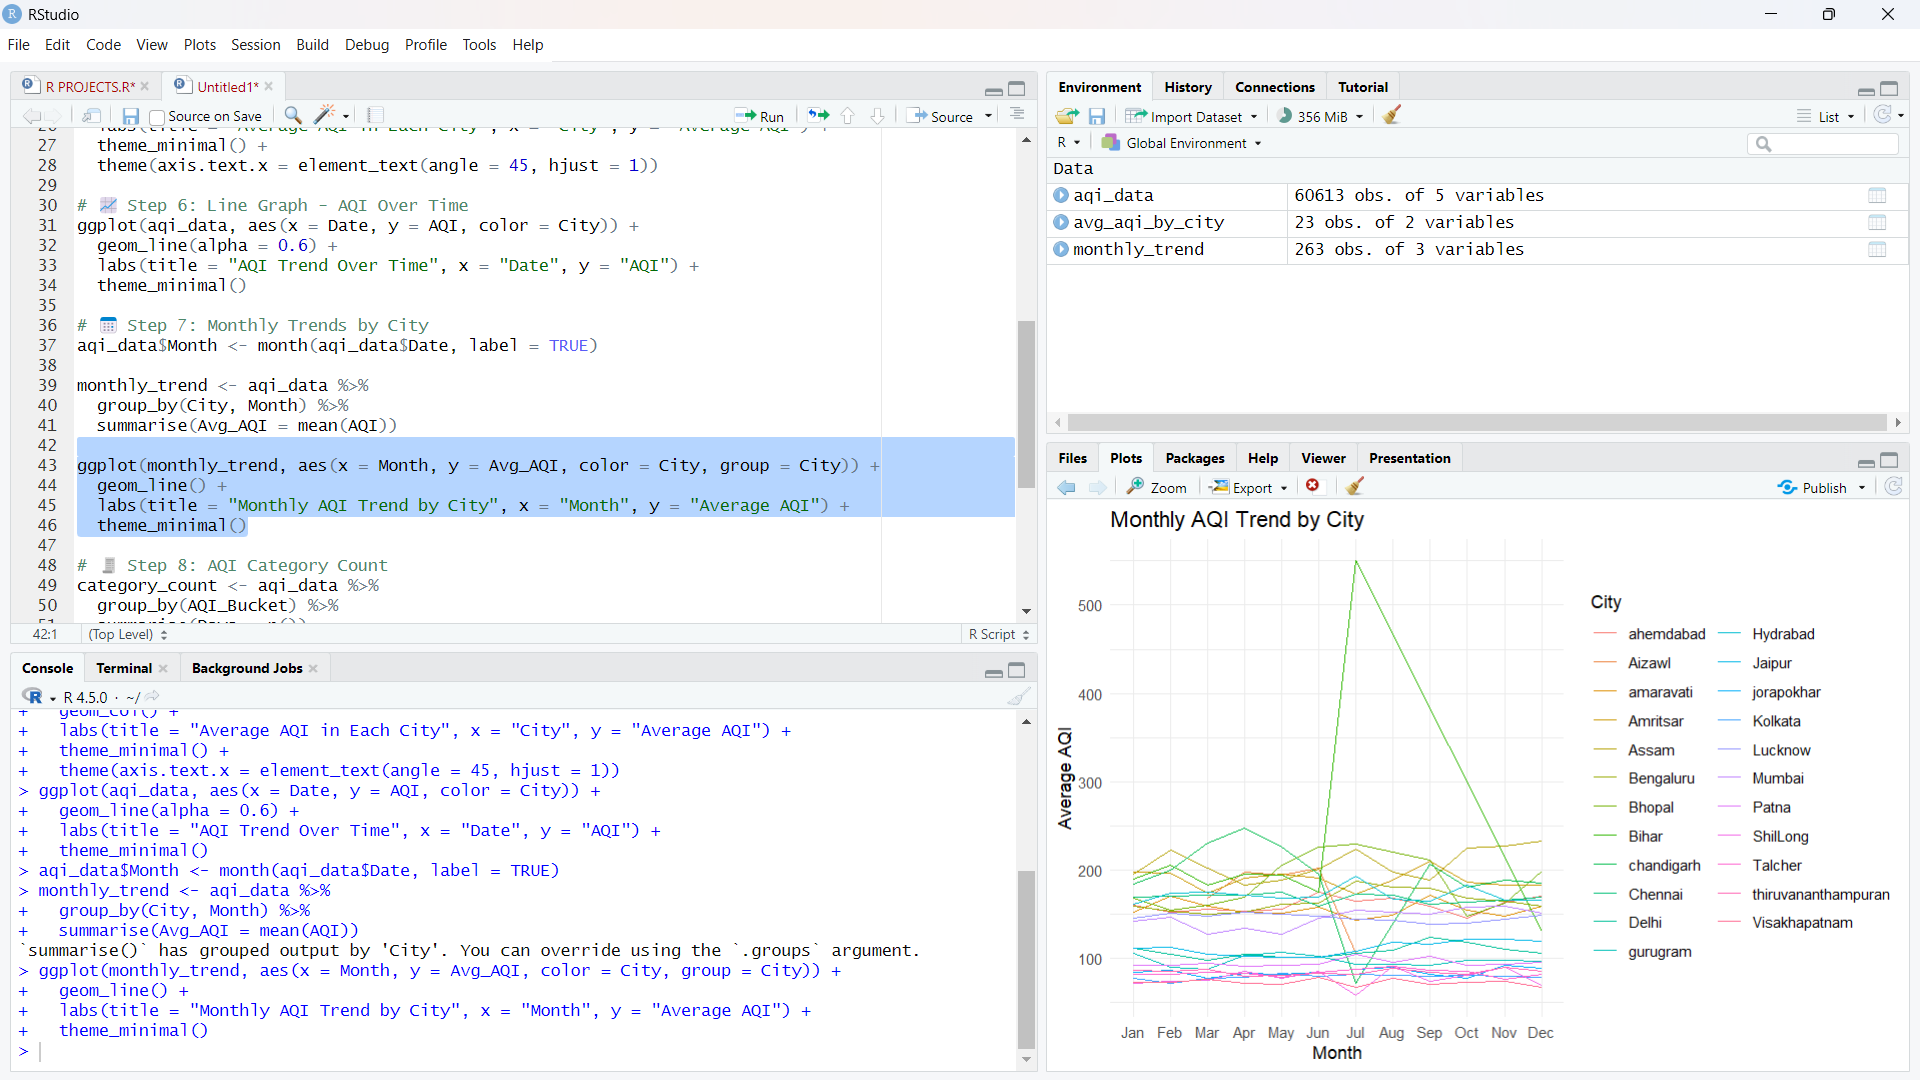 RStudio
File Edit Code View Plots Session Build Debug Profile Tools Help
R PROJECTS.R* Untitled1*
Source on Save Run Source
27 theme_minimal() +
28 theme(axis.text.x = element_text(angle = 45, hjust = 1))
29
30 # 📈 Step 6: Line Graph - AQI Over Time
31 ggplot(aqi_data, aes(x = Date, y = AQI, color = City)) +
32 geom_line(alpha = 0.6) +
33 labs(title = "AQI Trend Over Time", x = "Date", y = "AQI") +
34 theme_minimal()
35
36 # 📅 Step 7: Monthly Trends by City
37 aqi_data$Month <- month(aqi_data$Date, label = TRUE)
38
39 monthly_trend <- aqi_data %>%
40 group_by(City, Month) %>%
41 summarise(Avg_AQI = mean(AQI))
42
43 ggplot(monthly_trend, aes(x = Month, y = Avg_AQI, color = City, group = City)) +
44 geom_line() +
45 labs(title = "Monthly AQI Trend by City", x = "Month", y = "Average AQI") +
46 theme_minimal()
47
48 # Step 8: AQI Category Count
49 category_count <- aqi_data %>%
50 group_by(AQI_Bucket) %>%
42:1 (Top Level) R Script
Console Terminal Background Jobs
R 4.5.0 · ~/
+ geom_col() +
+ labs(title = "Average AQI in Each City", x = "City", y = "Average AQI") +
+ theme_minimal() +
+ theme(axis.text.x = element_text(angle = 45, hjust = 1))
> ggplot(aqi_data, aes(x = Date, y = AQI, color = City)) +
+ geom_line(alpha = 0.6) +
+ labs(title = "AQI Trend Over Time", x = "Date", y = "AQI") +
+ theme_minimal()
> aqi_data$Month <- month(aqi_data$Date, label = TRUE)
> monthly_trend <- aqi_data %>%
+ group_by(City, Month) %>%
+ summarise(Avg_AQI = mean(AQI))
`summarise()` has grouped output by 'City'. You can override using the `.groups` argument.
> ggplot(monthly_trend, aes(x = Month, y = Avg_AQI, color = City, group = City)) +
+ geom_line() +
+ labs(title = "Monthly AQI Trend by City", x = "Month", y = "Average AQI") +
+ theme_minimal()
>
Environment History Connections Tutorial
Import Dataset 356 MiB List
R Global Environment
Data
aqi_data 60613 obs. of 5 variables
avg_aqi_by_city 23 obs. of 2 variables
monthly_trend 263 obs. of 3 variables
Files Plots Packages Help Viewer Presentation
Zoom Export Publish
Monthly AQI Trend by City
500
400
300
200
100
Average AQI
Jan Feb Mar Apr May Jun Jul Aug Sep Oct Nov Dec
Month
City
ahemdabad Hydrabad
Aizawl Jaipur
amaravati jorapokhar
Amritsar Kolkata
Assam Lucknow
Bengaluru Mumbai
Bhopal Patna
Bihar ShilLong
chandigarh Talcher
Chennai thiruvananthampuran
Delhi Visakhapatnam
gurugram